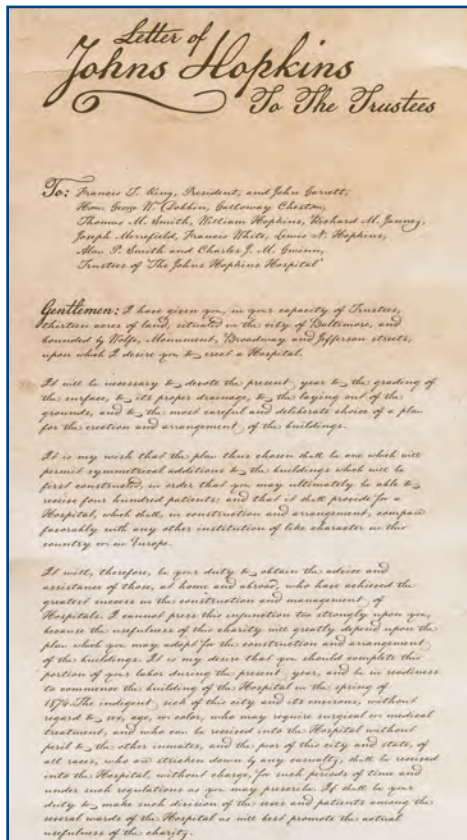 Letter of
Johns Hopkins
To The Trustees
To: Francis T. King, President, and John Garrett;
Hon. Geory W. Dobbin, Galloway Cheston,
Thomas M. Smith, William Hopkins, Richard M. Janney,
Joseph Merrefield, Francis White, Lewis N. Hopkins,
Alan P. Smith and Charles J. M. Gwinn,
Trustees of 'The Johns Hopkins Hospital'
Gentlemen: I have given you, in your capacity of Trustees,
thirteen acres of land, situated in the city of Baltimore, and
bounded by Wolfe, Monument, Broadway and Jefferson streets,
upon which I desire you to erect a Hospital.
It will be necessary to devote the present year to the grading of
the surface, to its proper drainage, to the laying out of the
grounds, and to the most careful and deliberate choice of a plan
for the erection and arrangement of the buildings.
It is my wish that the plan thus chosen shall be one which will
permit symmetrical additions to the buildings which will be
first constructed, in order that you may ultimately be able to
receive four hundred patients; and that it shall provide for a
Hospital, which shall, in construction and arrangement, compare
favorably with any other institution of like character in this
country or in Europe.
It will, therefore, be your duty to obtain the advice and
assistance of those, at home and abroad, who have achieved the
greatest success in the construction and management of
Hospitals. I cannot press this injunction too strongly upon you,
because the usefulness of this charity will greatly depend upon the
plan which you may adopt for the construction and arrangement
of the buildings. It is my desire that you should complete this
portion of your labor during the present year, and be in readiness
to commence the building of the Hospital in the spring of
1874. The indigent sick of this city and its environs, without
regard to sex, age, or color, who may require surgical or medical
treatment, and who can be received into the Hospital without
peril to the other inmates, and the poor of this city and state, of
all races, who are stricken down by any casualty, shall be received
into the Hospital, without charge, for such periods of time and
under such regulations as you may prescribe. It shall be your
duty to make such division of the sexes and patients among the
several wards of the Hospital as will best promote the actual
usefulness of the charity.